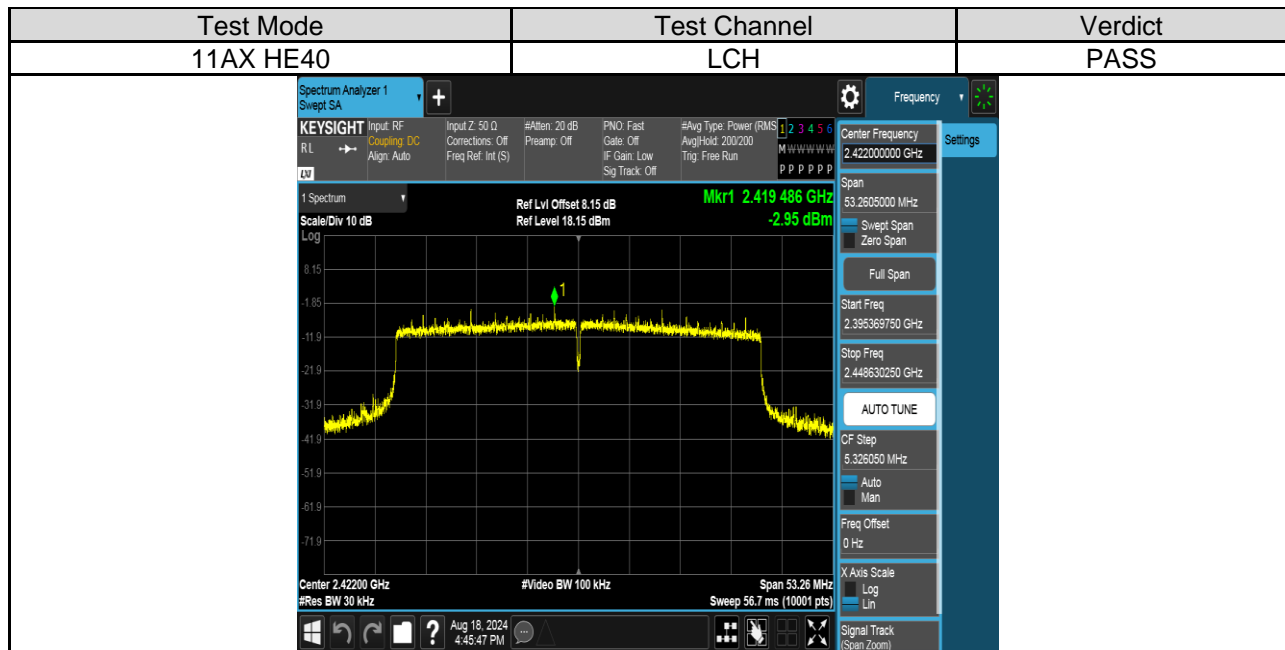 Test Mode Test Channel Verdict
11AX HE40 LCH PASS
Spectrum Analyzer 1
Swept SA
+
Frequency
KEYSIGHT
RL
LXI
Input: RF
Coupling: DC
Align: Auto
Input Z: 50 Ω
Corrections: Off
Freq Ref: Int (S)
#Atten: 20 dB
Preamp: Off
PNO: Fast
Gate: Off
IF Gain: Low
Sig Track: Off
#Avg Type: Power (RMS
Avg|Hold: 200/200
Trig: Free Run
1 2 3 4 5 6
M W W W W W
P P P P P P
1 Spectrum
Scale/Div 10 dB
Ref Lvl Offset 8.15 dB
Ref Level 18.15 dBm
Mkr1 2.419 486 GHz
-2.95 dBm
Log
8.15
-1.85
-11.9
-21.9
-31.9
-41.9
-51.9
-61.9
-71.9
1
Center 2.42200 GHz
#Res BW 30 kHz
#Video BW 100 kHz
Span 53.26 MHz
Sweep 56.7 ms (10001 pts)
Center Frequency
2.422000000 GHz
Settings
Span
53.2605000 MHz
Swept Span
Zero Span
Full Span
Start Freq
2.395369750 GHz
Stop Freq
2.448630250 GHz
AUTO TUNE
CF Step
5.326050 MHz
Auto
Man
Freq Offset
0 Hz
X Axis Scale
Log
Lin
Signal Track
(Span Zoom)
?
Aug 18, 2024
4:45:47 PM